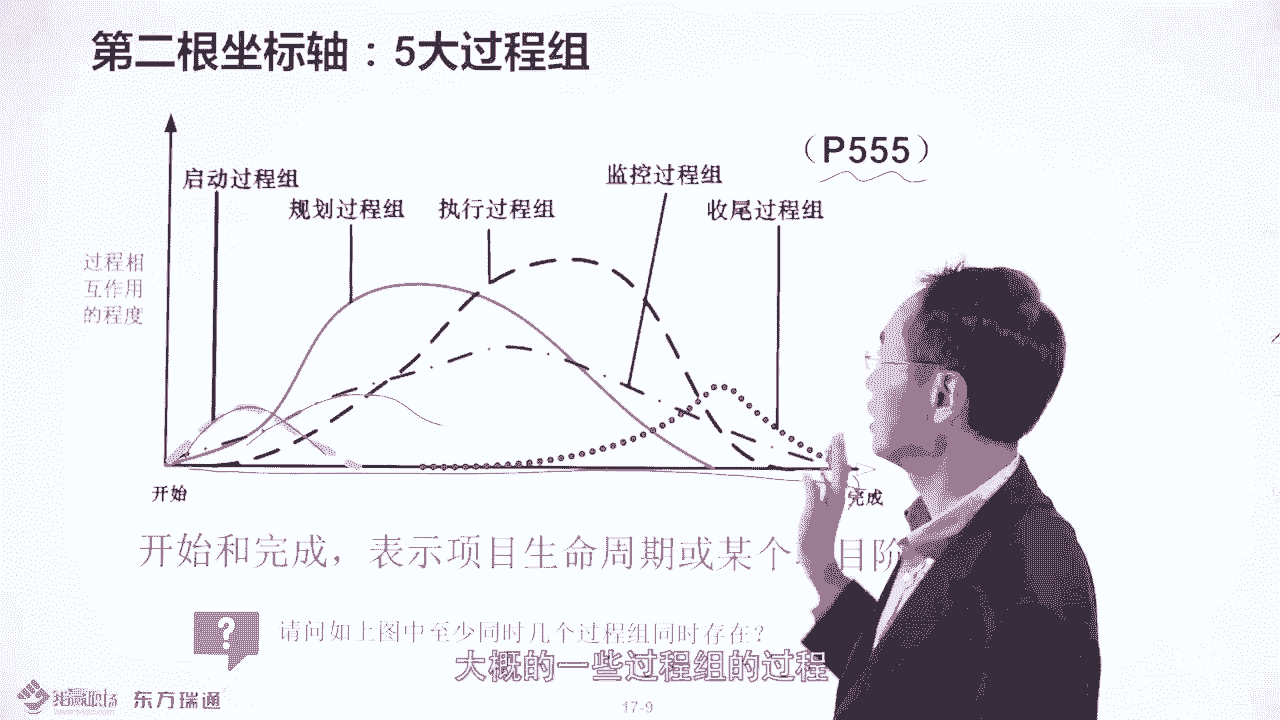 第二根坐标轴：5大过程组
（P555）
启动过程组
监控过程组
规划过程组
执行过程组
收尾过程组
过程相
互作用
的程度
开始
完成
开始和完成，表示项目生命周期或某个 目阶
?
请问如上图中至少同时几个过程组同时存在？
大概的一些过程组的过程
东方瑞通
17-9